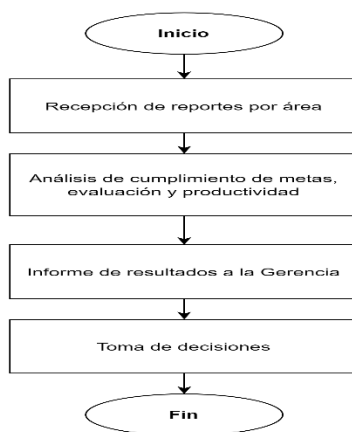 Inicio
Recepción de reportes por área
Análisis de cumplimiento de metas,
evaluación y productividad
Informe de resultados a la Gerencia
Toma de decisiones
Fin